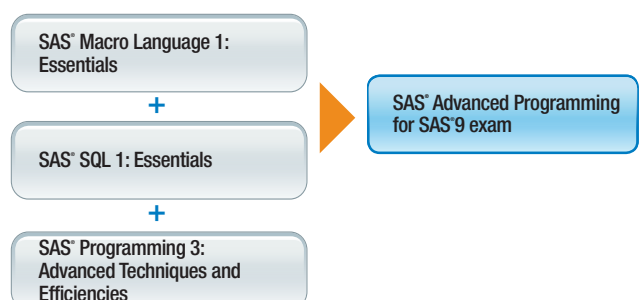 SAS® Macro Language 1:
Essentials
+
SAS® SQL 1: Essentials
+
SAS® Programming 3:
Advanced Techniques and
Efficiencies
SAS® Advanced Programming
for SAS®9 exam